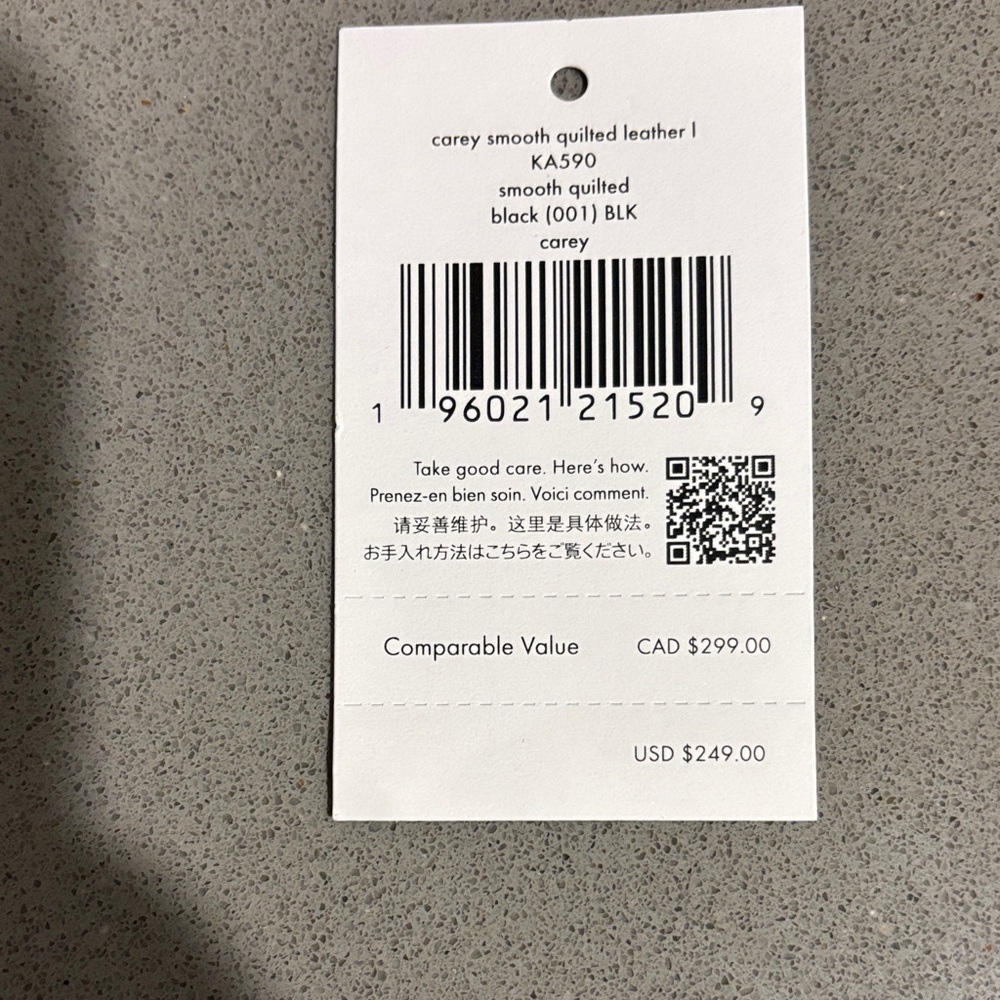 carey smooth quilted leather l
KA590
smooth quilted
black (001) BLK
carey
1 96021 21520 9
Take good care. Here's how.
Prenez-en bien soin. Voici comment.
请妥善维护。这里是具体做法。
お手入れ方法はこちらをご覧ください。
Comparable Value CAD $299.00
USD $249.00